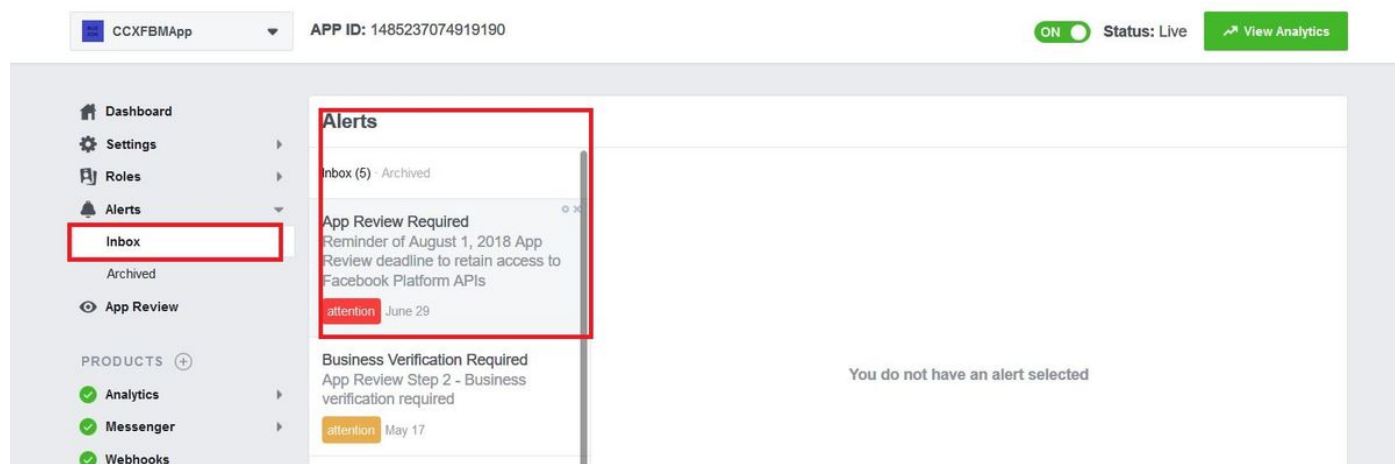 CCXFBMApp
APP ID: 1485237074919190
ON
Status: Live
View Analytics
Dashboard
Settings
Roles
Alerts
Inbox
Archived
App Review
PRODUCTS
Analytics
Messenger
Webhooks
Alerts
Inbox (5) · Archived
App Review Required
Reminder of August 1, 2018 App
Review deadline to retain access to
Facebook Platform APIs
attention June 29
Business Verification Required
App Review Step 2 - Business
verification required
attention May 17
You do not have an alert selected